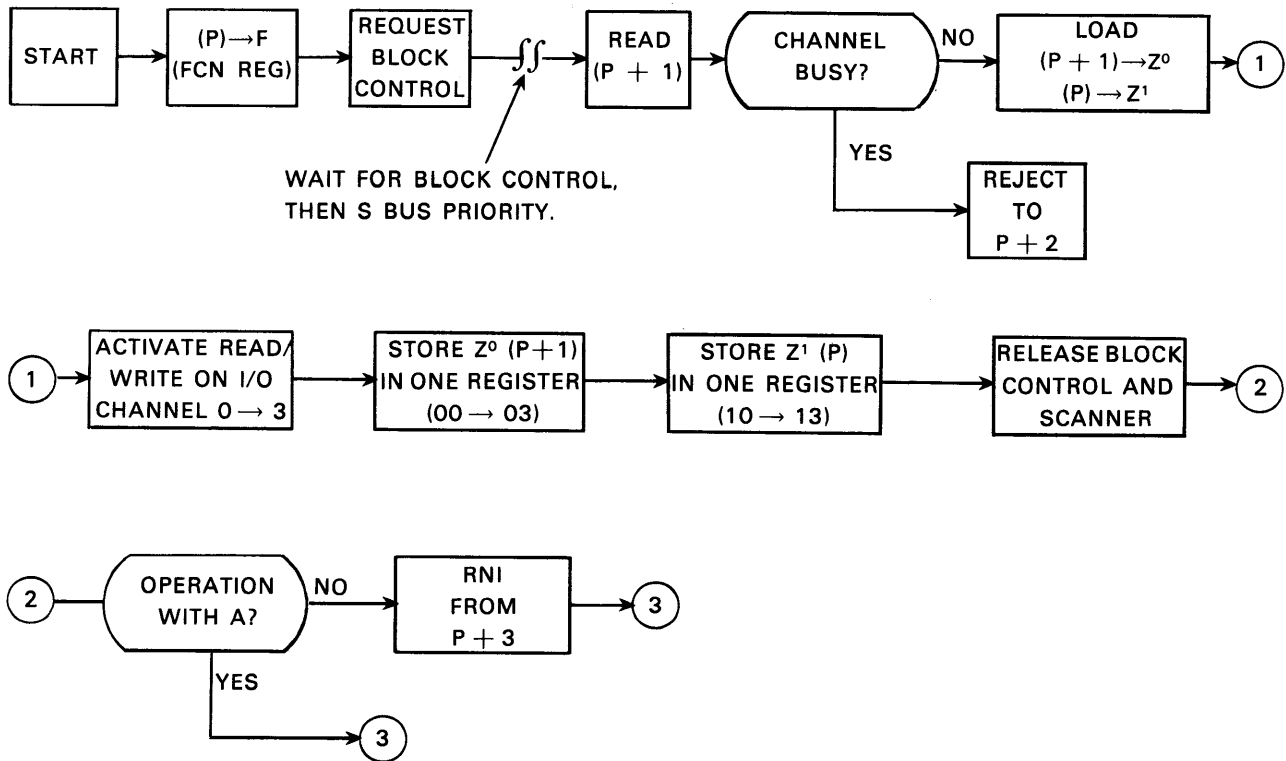 START
(P)→F
(FCN REG)
REQUEST
BLOCK
CONTROL
READ
(P + 1)
CHANNEL
BUSY?
NO
LOAD
(P + 1)→Z⁰
(P)→Z¹
1
WAIT FOR BLOCK CONTROL,
THEN S BUS PRIORITY.
YES
REJECT
TO
P + 2
1
ACTIVATE READ/
WRITE ON I/O
CHANNEL 0→3
STORE Z⁰ (P+1)
IN ONE REGISTER
(00→03)
STORE Z¹ (P)
IN ONE REGISTER
(10→13)
RELEASE BLOCK
CONTROL AND
SCANNER
2
2
OPERATION
WITH A?
NO
RNI
FROM
P + 3
3
YES
3